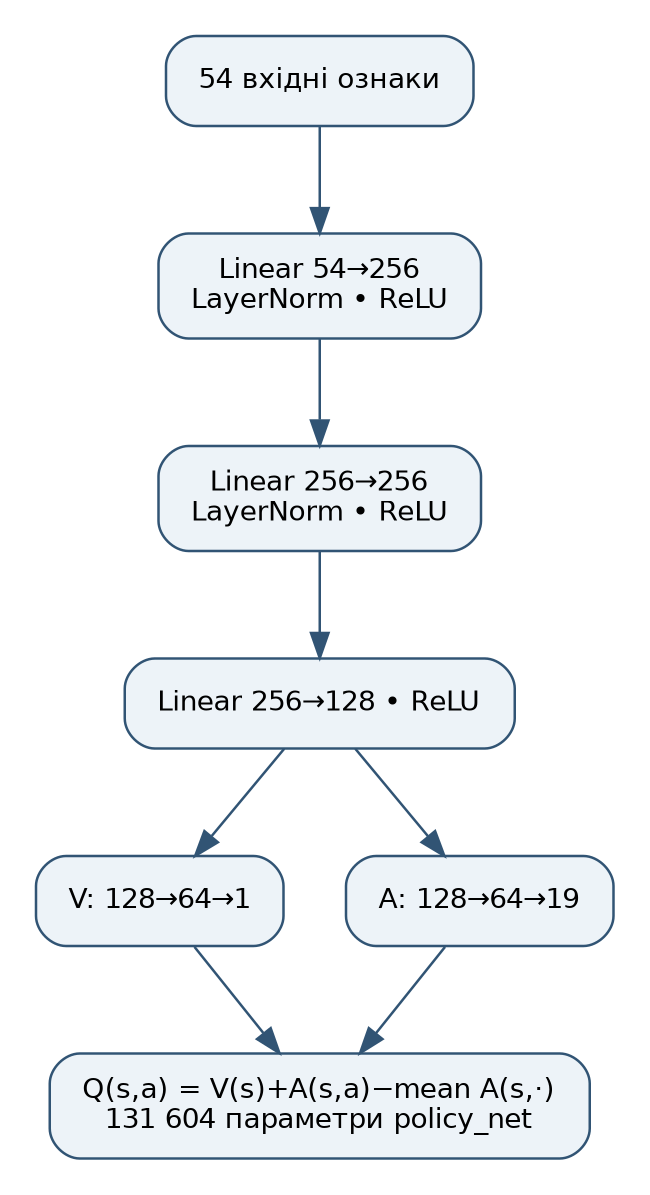 54 вхідні ознаки
Linear 54→256
LayerNorm • ReLU
Linear 256→256
LayerNorm • ReLU
Linear 256→128 • ReLU
V: 128→64→1
A: 128→64→19
Q(s,a) = V(s)+A(s,a)−mean A(s,·)
131 604 параметри policy_net